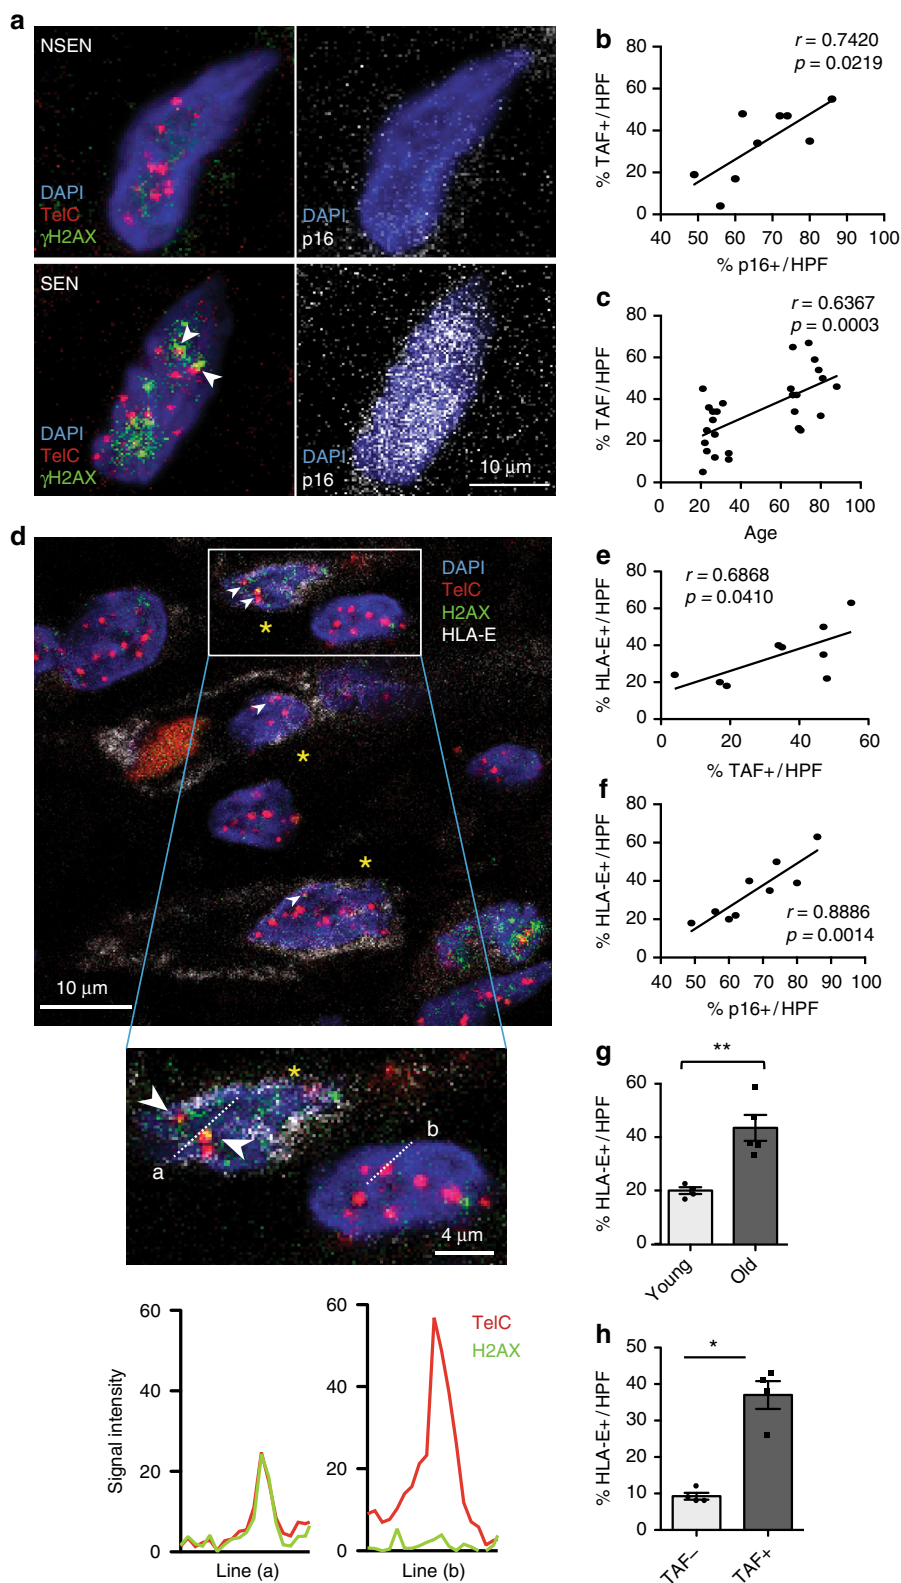 a
NSEN
DAPI
TelC
γH2AX
DAPI
p16
SEN
DAPI
TelC
γH2AX
DAPI
p16
10 µm
b
r = 0.7420
p = 0.0219
% TAF+/HPF
80
60
40
20
0
40 50 60 70 80 90 100
% p16+/HPF
c
r = 0.6367
p = 0.0003
% TAF/HPF
80
60
40
20
0
0 20 40 60 80 100
Age
d
DAPI
TelC
H2AX
HLA-E
*
*
*
10 µm
*
a
b
4 µm
Signal intensity
60
40
20
0
Line (a)
60
40
20
0
Line (b)
TelC
H2AX
e
r = 0.6868
p = 0.0410
% HLA-E+/HPF
80
60
40
20
0
0 20 40 60
% TAF+/HPF
f
% HLA-E+/HPF
80
60
40
20
0
r = 0.8886
p = 0.0014
40 50 60 70 80 90 100
% p16+/HPF
g
**
% HLA-E+/HPF
60
40
20
0
Young
Old
h
*
% HLA-E+/HPF
50
40
30
20
10
0
TAF–
TAF+